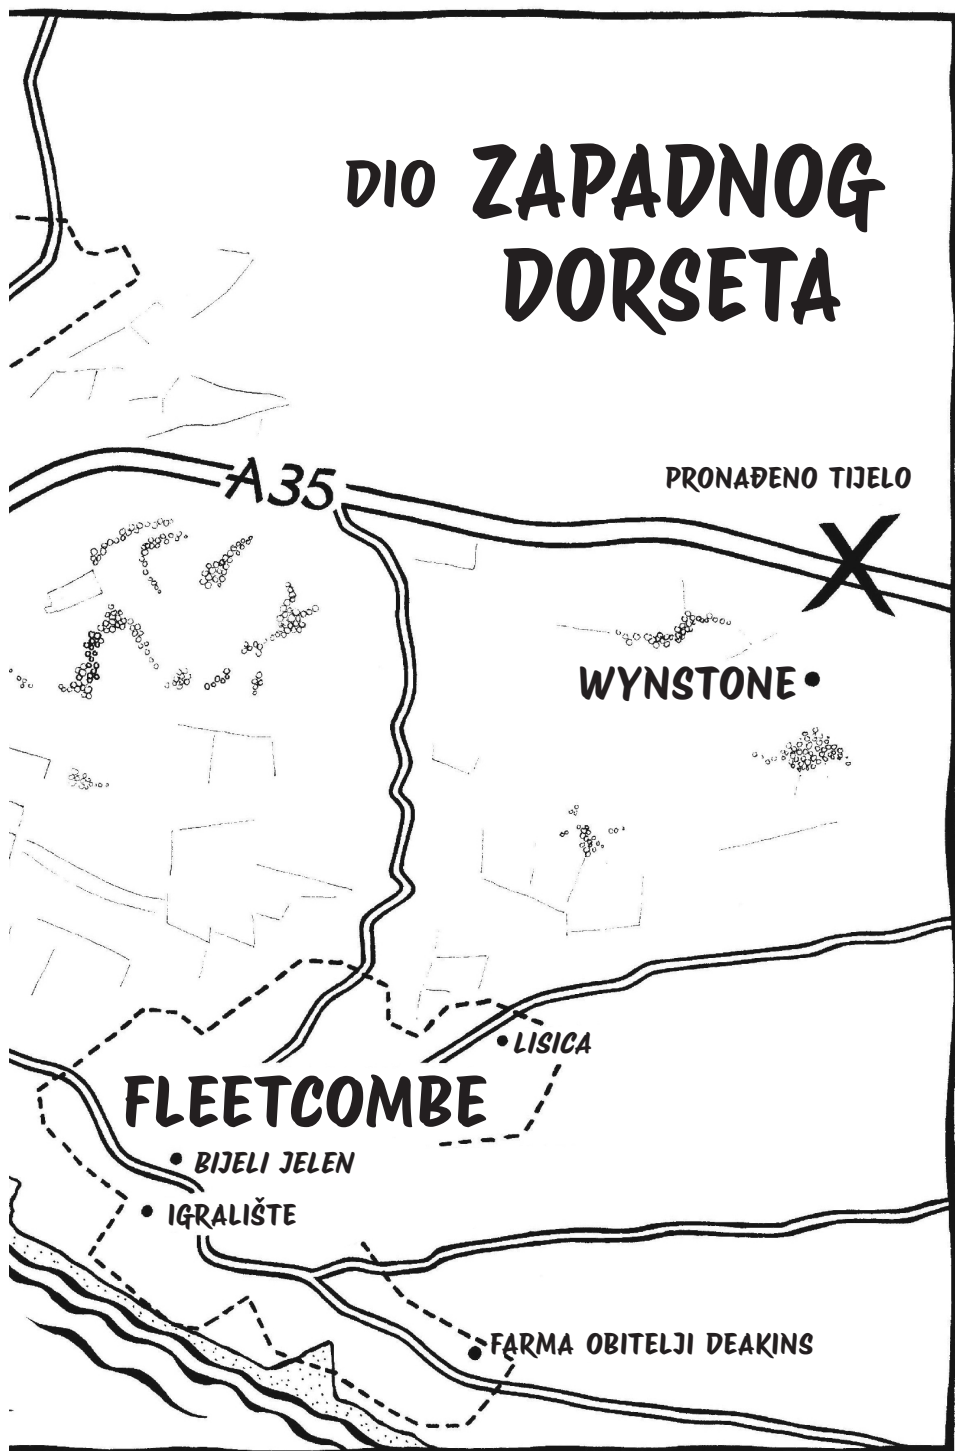 DIO ZAPADNOG
DORSETA
A35
PRONAĐENO TIJELO
WYNSTONE
LISICA
FLEETCOMBE
BIJELI JELEN
IGRALIŠTE
FARMA OBITELJI DEAKINS